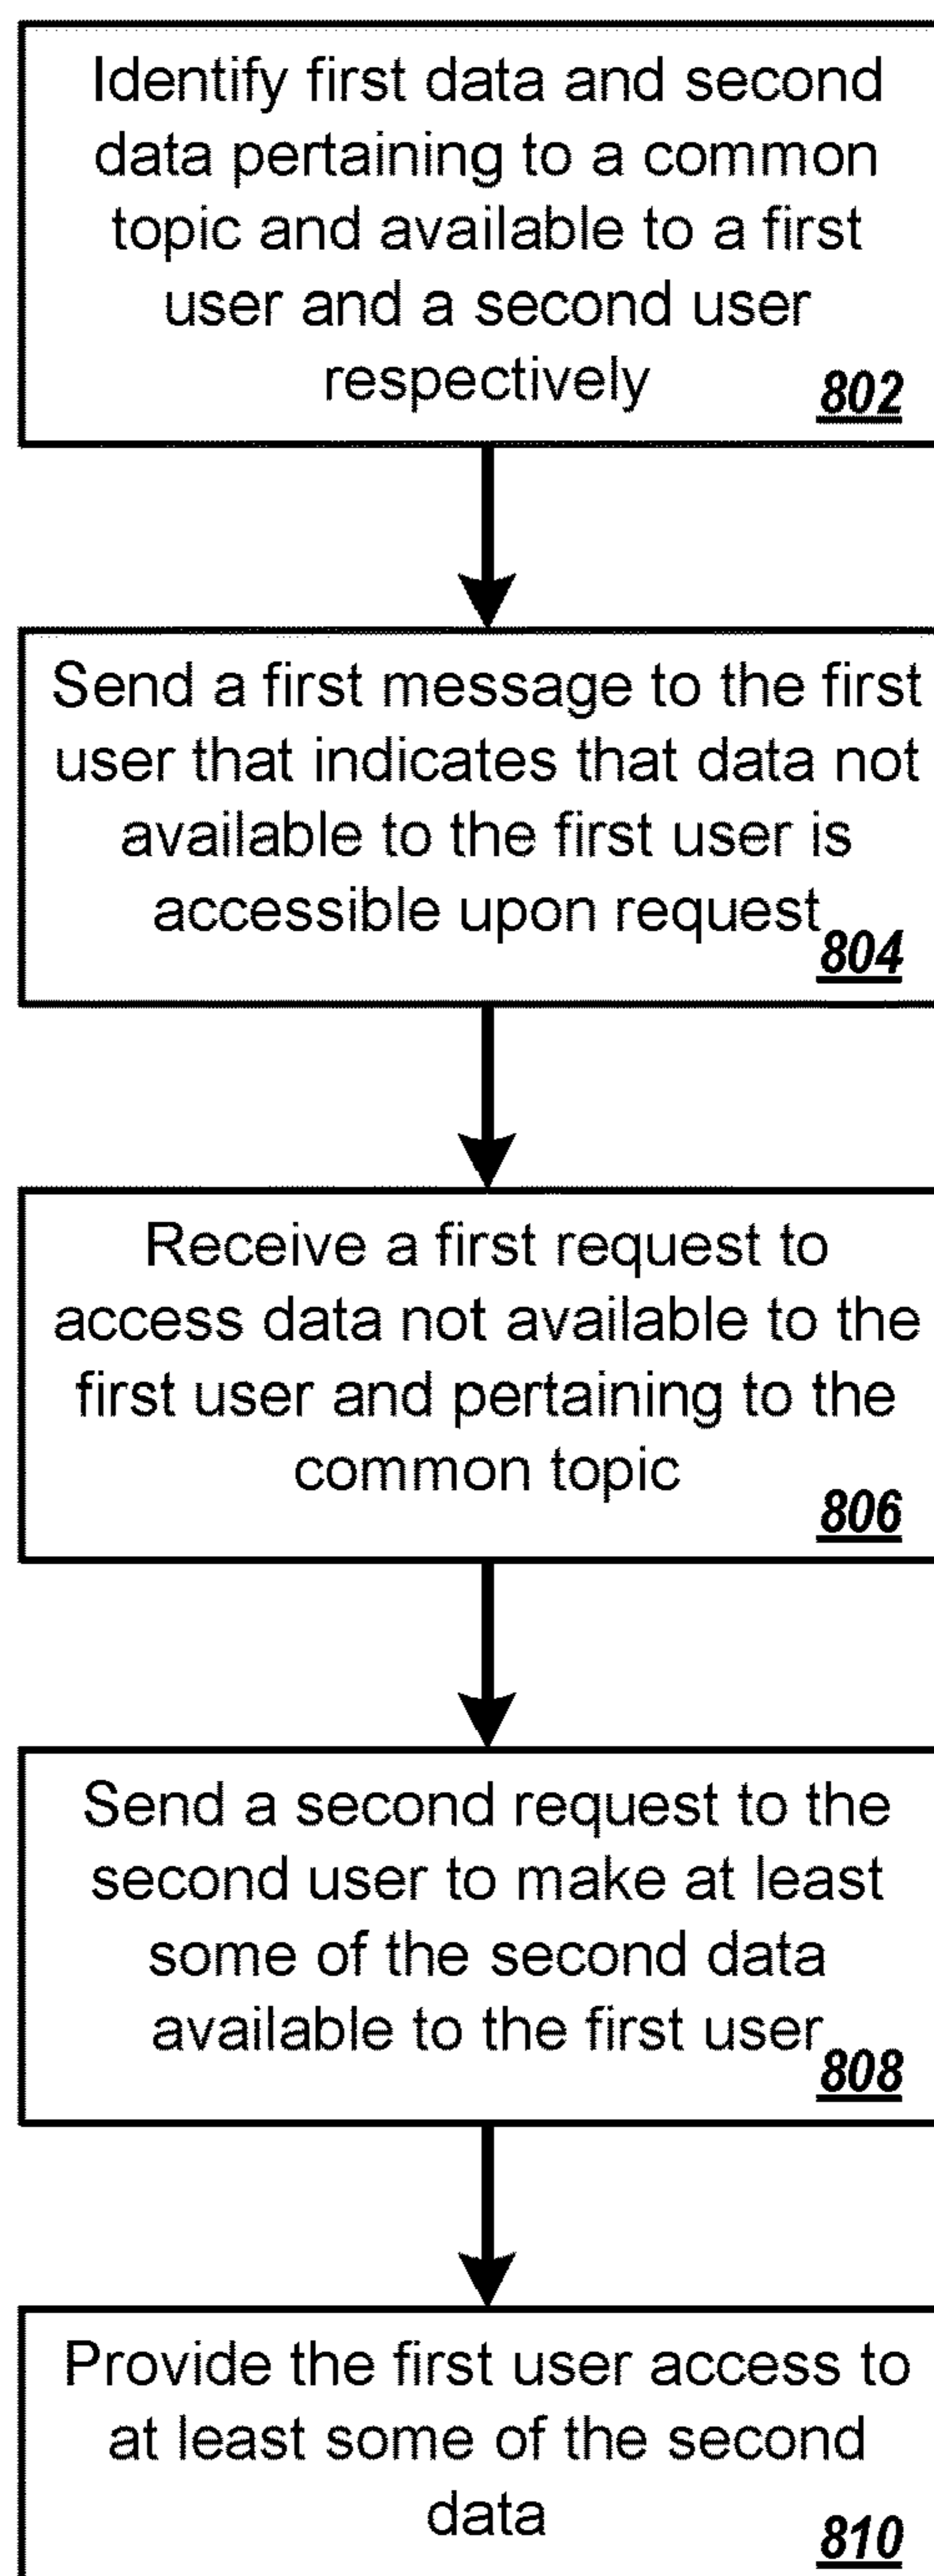 Identify first data and second
data pertaining to a common
topic and available to a first
user and a second user
respectively
802
Send a first message to the first
user that indicates that data not
available to the first user is
accessible upon request
804
Receive a first request to
access data not available to the
first user and pertaining to the
common topic
806
Send a second request to the
second user to make at least
some of the second data
available to the first user
808
Provide the first user access to
at least some of the second
data
810